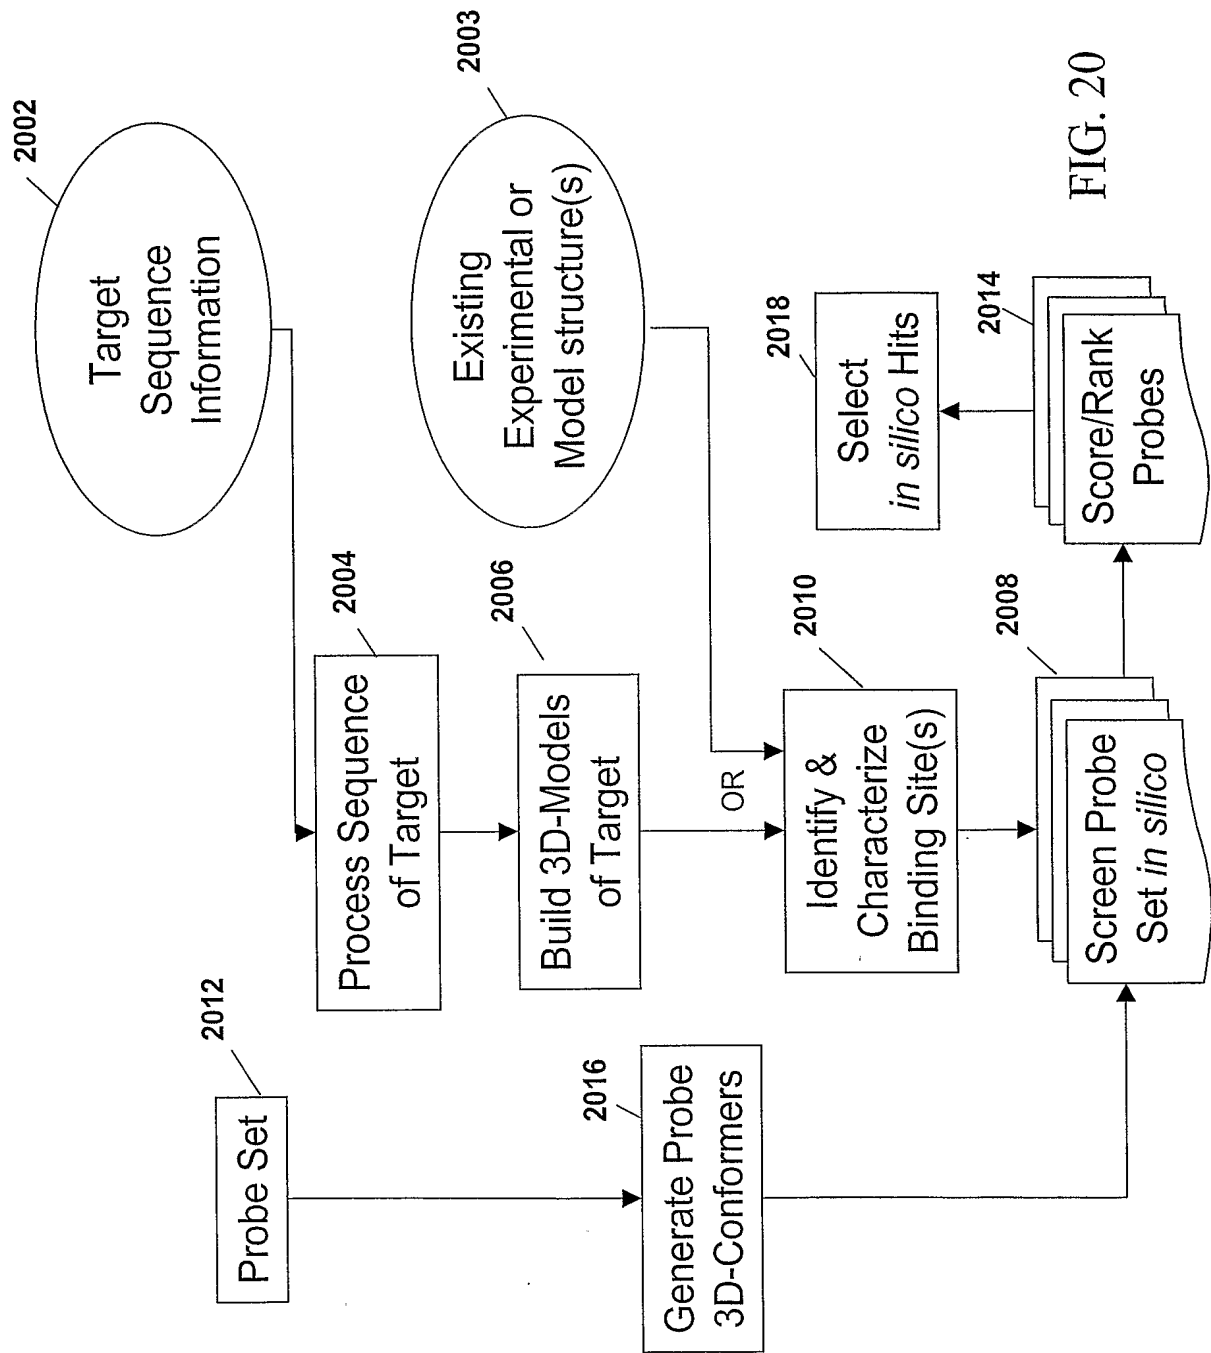 2002
Target
Sequence
Information
2003
Existing
Experimental or
Model structure(s)
2012
Probe Set
2004
Process Sequence
of Target
2006
Build 3D-Models
of Target
OR
2016
Generate Probe
3D-Conformers
2010
Identify &
Characterize
Binding Site(s)
2018
Select
in silico Hits
2008
Screen Probe
Set in silico
2014
Score/Rank
Probes
FIG. 20